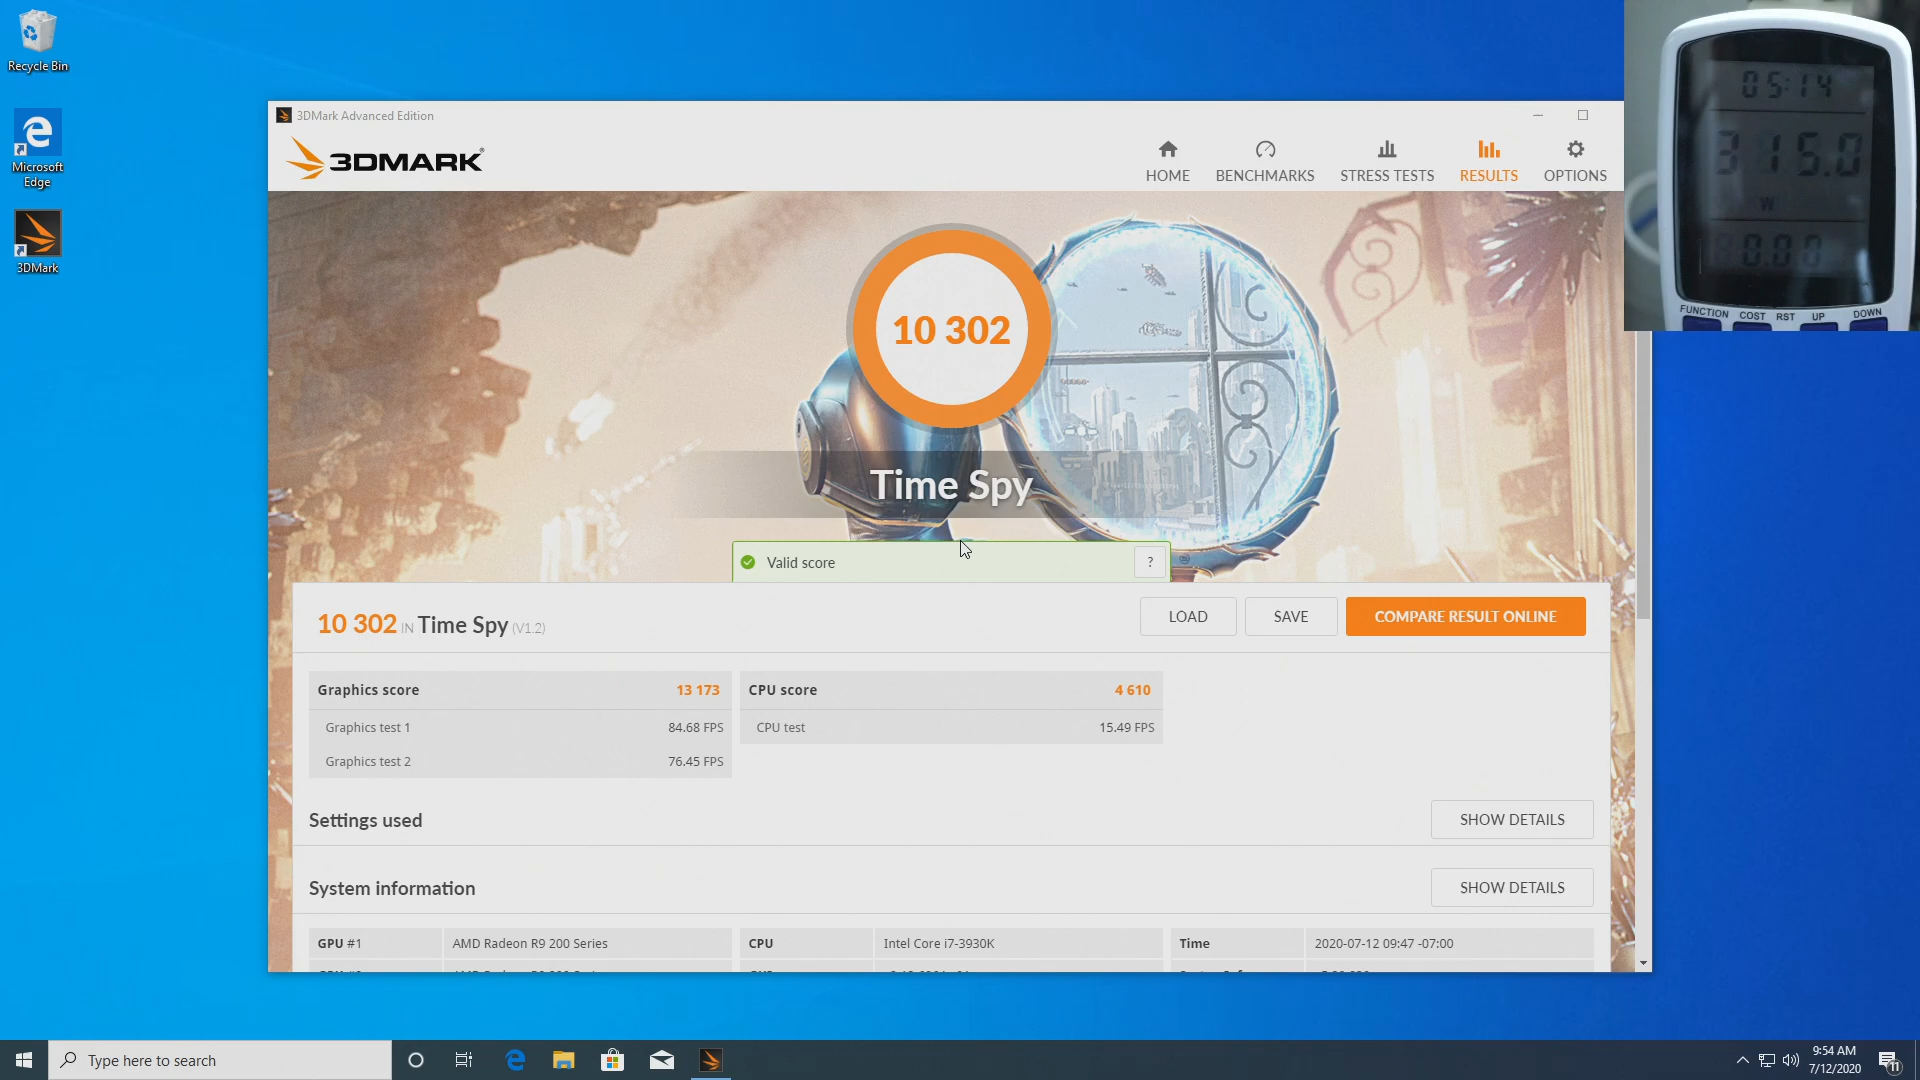 Recycle Bin
Microsoft
Edge
3DMark
3DMark Advanced Edition
3DMARK
HOME
BENCHMARKS
STRESS TESTS
RESULTS
OPTIONS
05:14
315.0
W
0.00
FUNCTION COST RST UP DOWN
10 302
Time Spy
Valid score
?
10 302 IN Time Spy (V1.2)
LOAD
SAVE
COMPARE RESULT ONLINE
Graphics score 13 173
Graphics test 1 84.68 FPS
Graphics test 2 76.45 FPS
CPU score 4 610
CPU test 15.49 FPS
Settings used
SHOW DETAILS
System information
SHOW DETAILS
GPU #1 AMD Radeon R9 200 Series
CPU Intel Core i7-3930K
Time 2020-07-12 09:47 -07:00
Type here to search
9:54 AM
7/12/2020
11